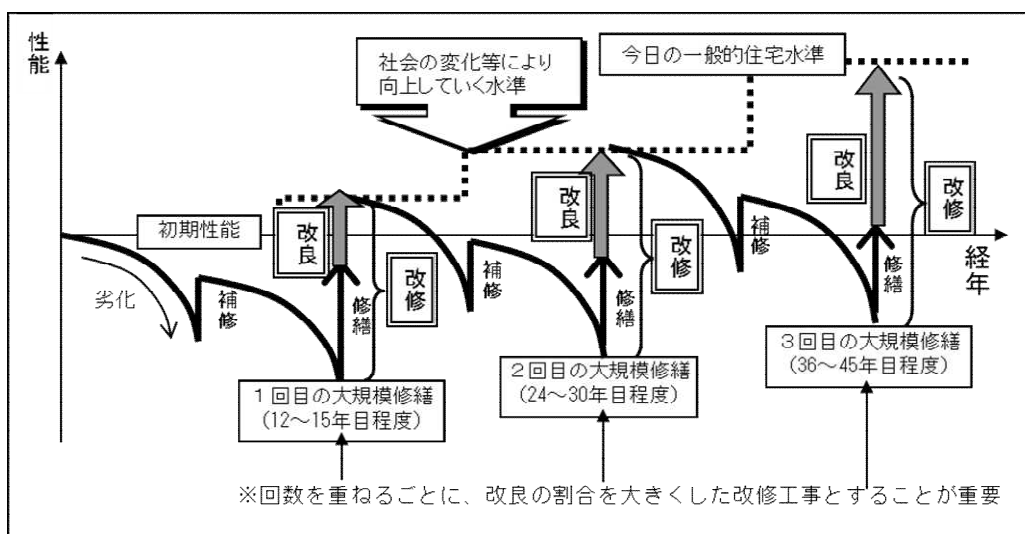 性能
社会の変化等により
向上していく水準
今日の一般的住宅水準
初期性能
劣化
補修
改良
修繕
改修
補修
改良
修繕
改修
補修
改良
修繕
改修
経年
1回目の大規模修繕
(12~15年目程度)
2回目の大規模修繕
(24~30年目程度)
3回目の大規模修繕
(36~45年目程度)
※回数を重ねるごとに、改良の割合を大きくした改修工事とすることが重要